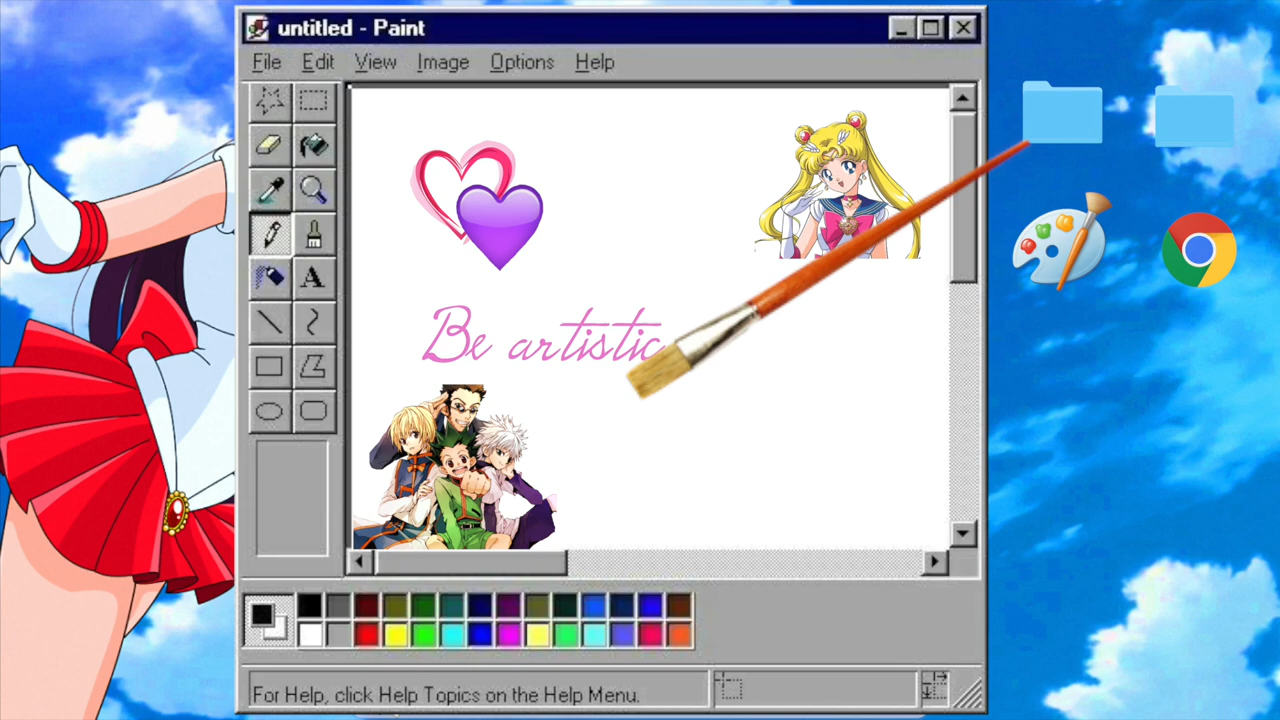 untitled - Paint
File Edit View Image Options Help
A
Be artistic
For Help, click Help Topics on the Help Menu.